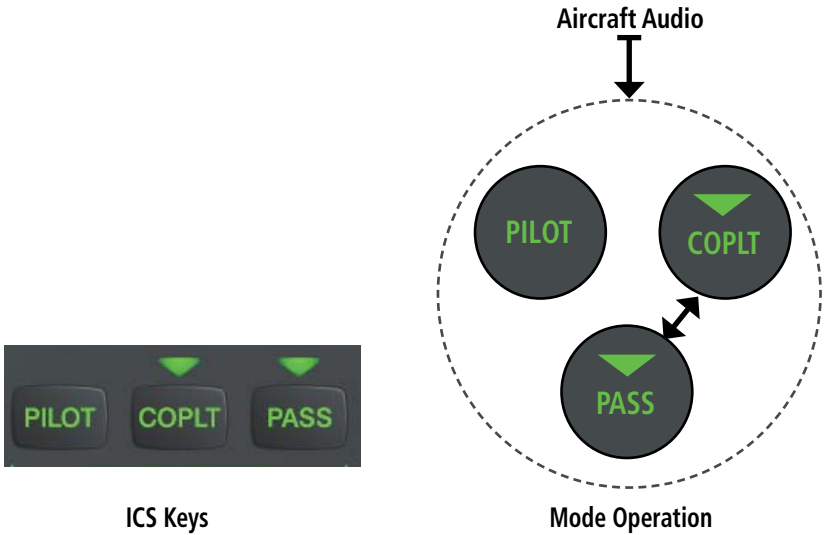 Aircraft Audio
PILOT
COPLT
PASS
PILOT COPLT PASS
ICS Keys
Mode Operation